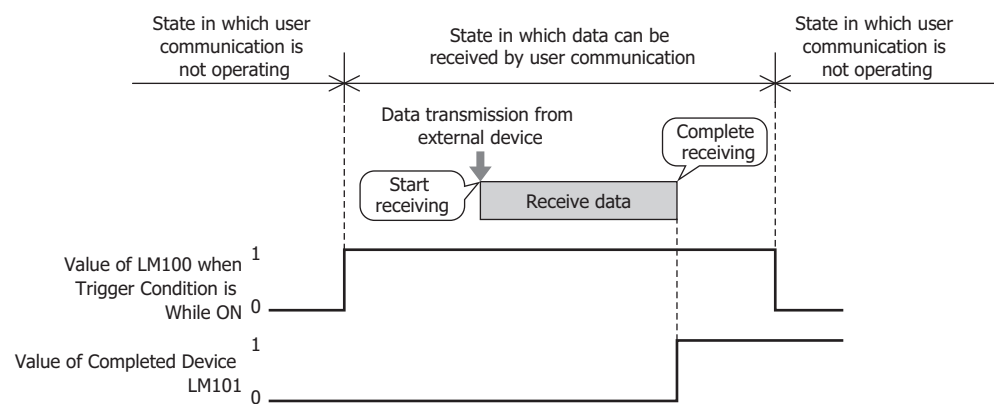 State in which user
communication is
not operating
State in which data can be
received by user communication
State in which user
communication is
not operating
Data transmission from
external device
Complete
receiving
Start
receiving
Receive data
Value of LM100 when
Trigger Condition is
While ON
1
0
Value of Completed Device
LM101
1
0